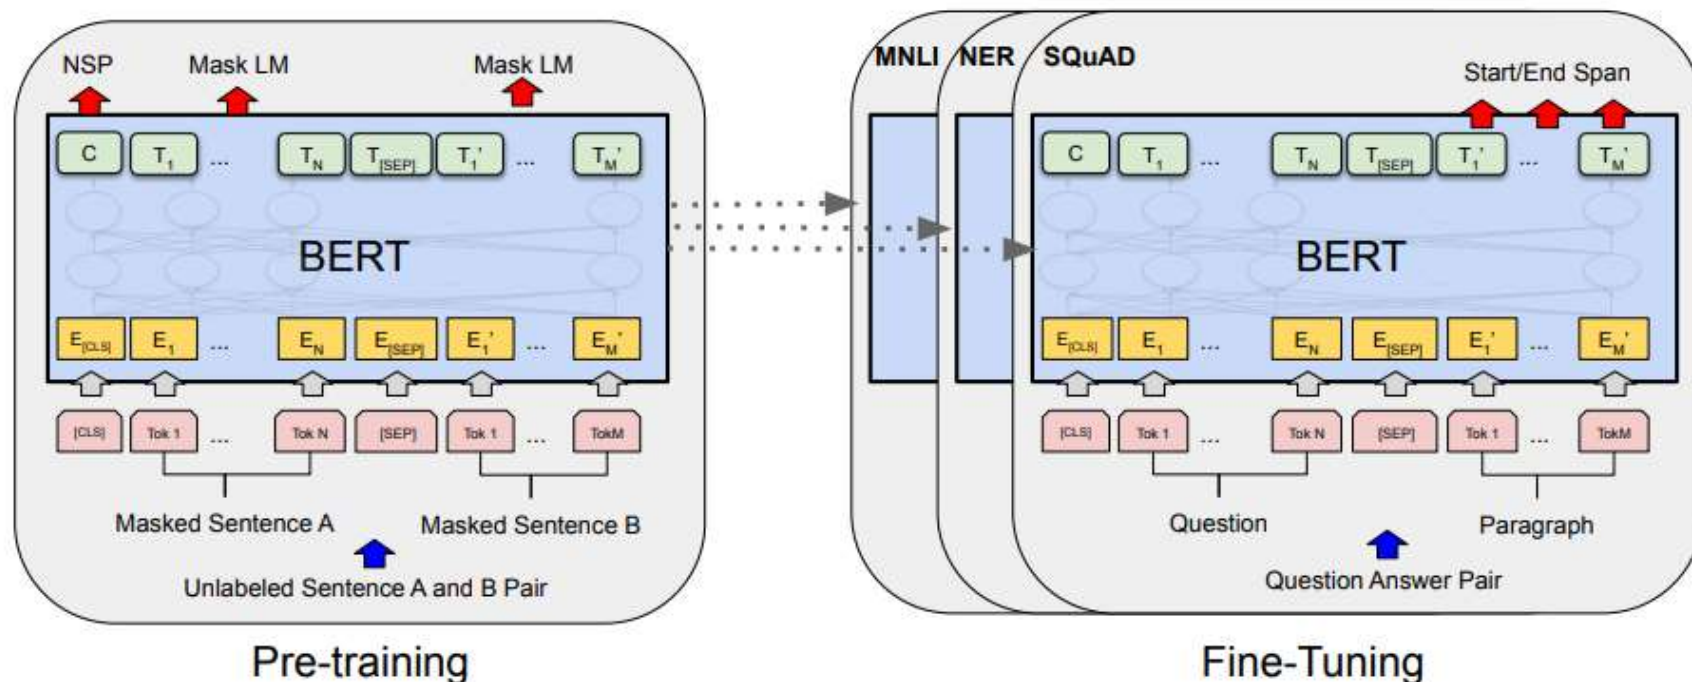 NSP Mask LM Mask LM
C T1 ... TN T[SEP] T1' ... TM'
BERT
E[CLS] E1 ... EN E[SEP] E1' ... EM'
[CLS] Tok 1 ... Tok N [SEP] Tok 1 ... TokM
Masked Sentence A Masked Sentence B
Unlabeled Sentence A and B Pair
Pre-training
MNLI NER SQuAD
Start/End Span
C T1 ... TN T[SEP] T1' ... TM'
BERT
E[CLS] E1 ... EN E[SEP] E1' ... EM'
[CLS] Tok 1 ... Tok N [SEP] Tok 1 ... TokM
Question Paragraph
Question Answer Pair
Fine-Tuning